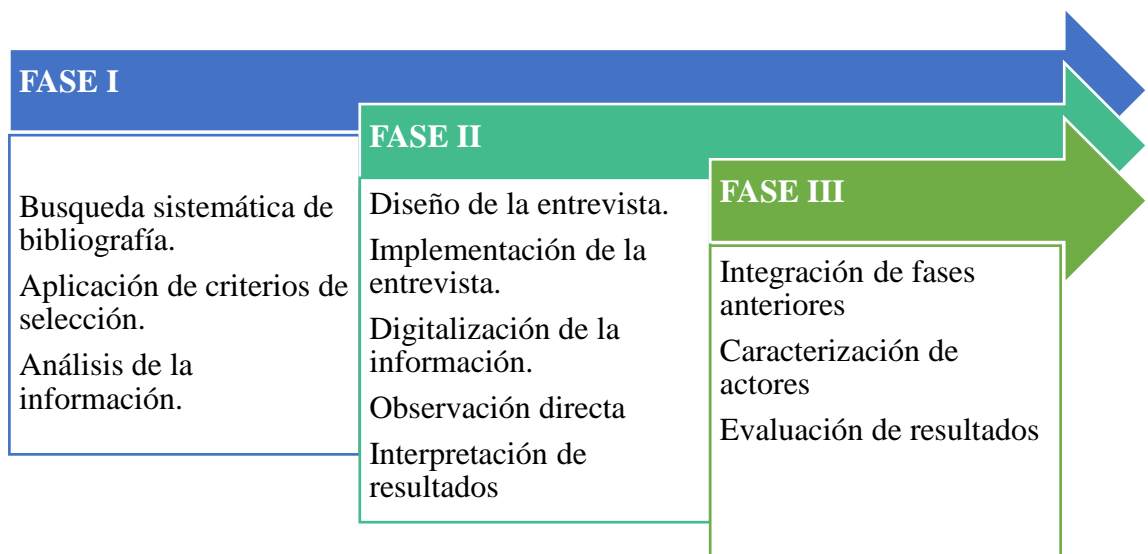 FASE I
Busqueda sistemática de
bibliografía.
Aplicación de criterios de
selección.
Análisis de la
información.
FASE II
Diseño de la entrevista.
Implementación de la
entrevista.
Digitalización de la
información.
Observación directa
Interpretación de
resultados
FASE III
Integración de fases
anteriores
Caracterización de
actores
Evaluación de resultados